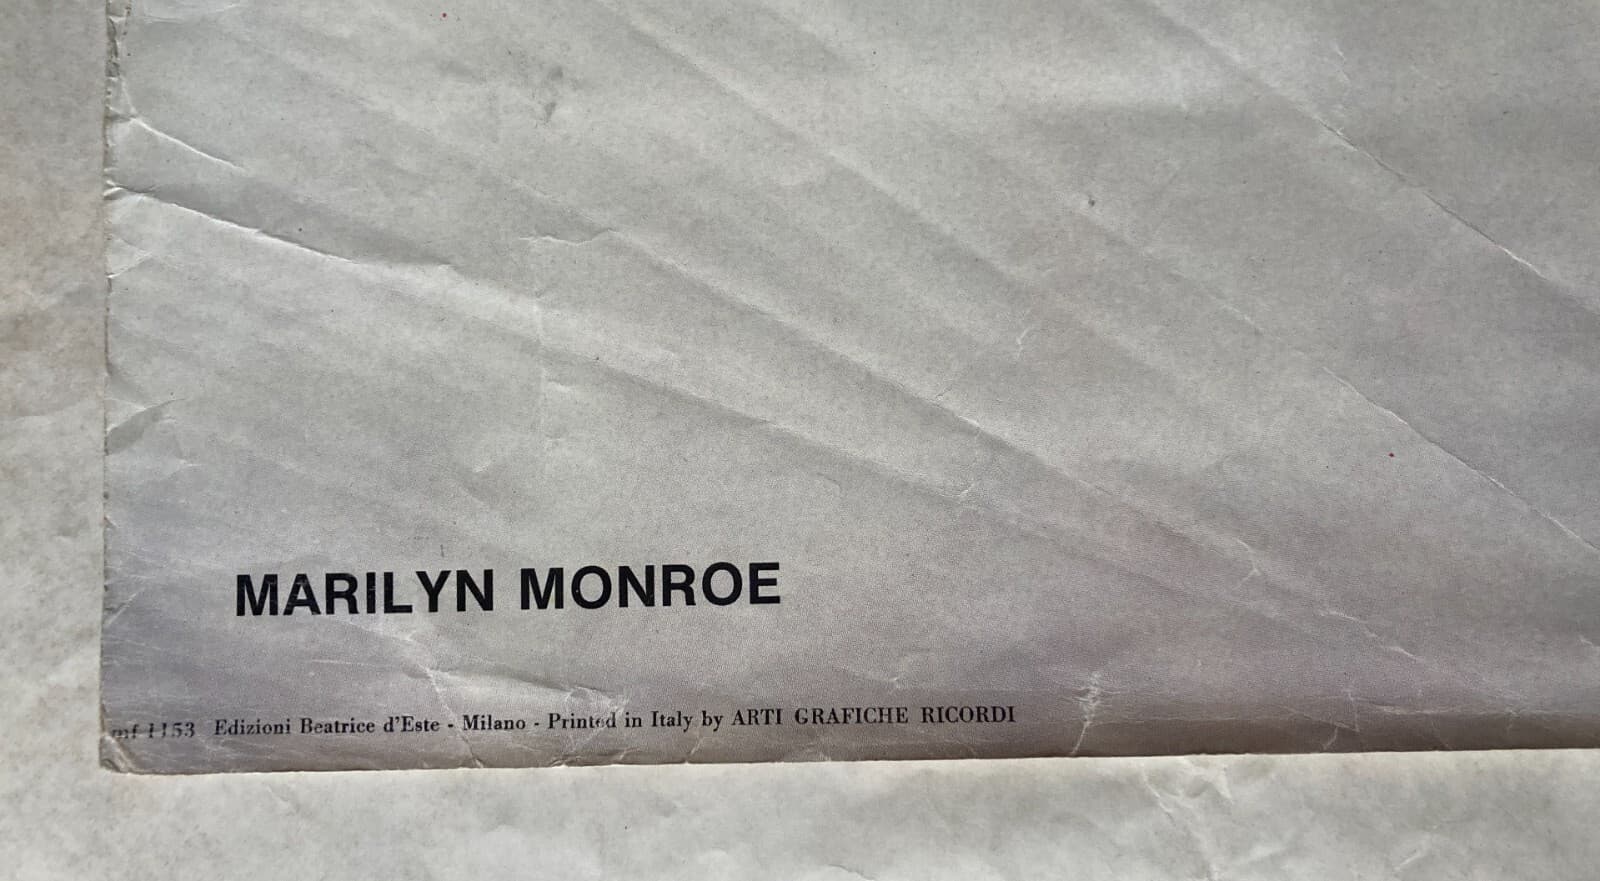 MARILYN MONROE
mf 1153 Edizioni Beatrice d'Este - Milano - Printed in Italy by ARTI GRAFICHE RICORDI